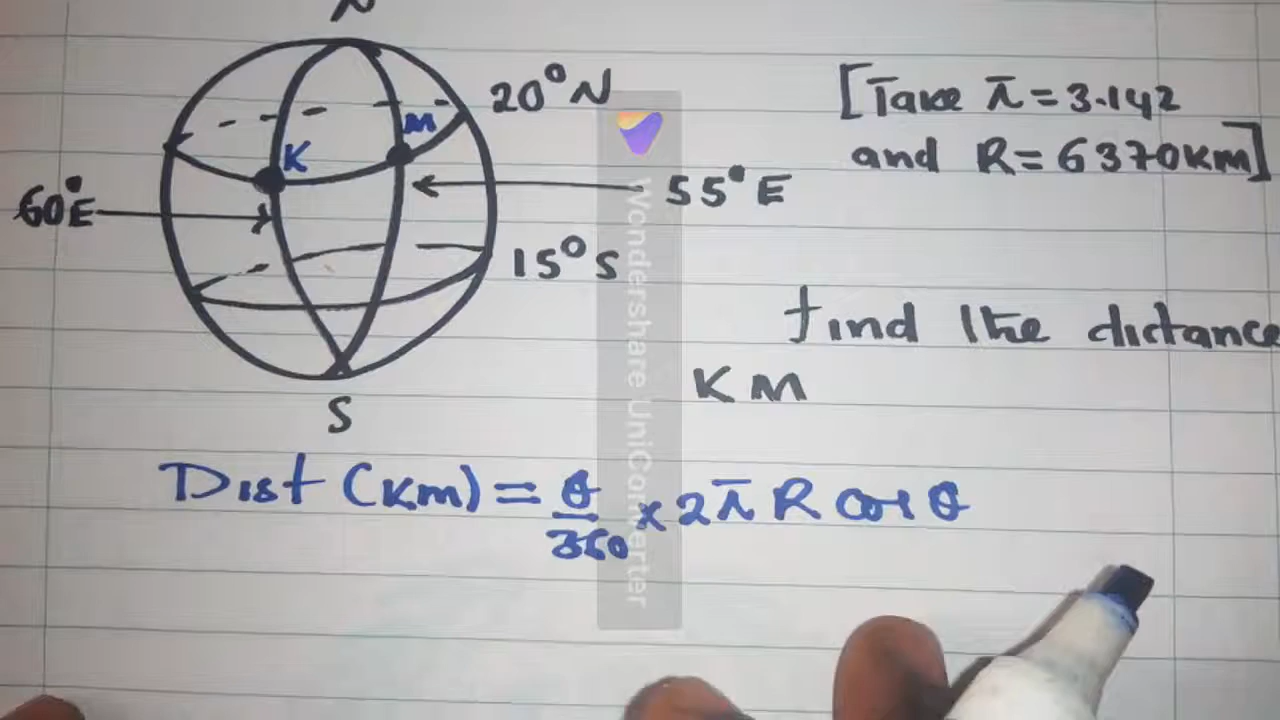 N
20°N
[Take π = 3.142
and R = 6370km]
M
K
60°E
55°E
15°S
find the distance
KM
S
Dist (KM) = θ/360 × 2πR cos θ
Wondershare UniConverter